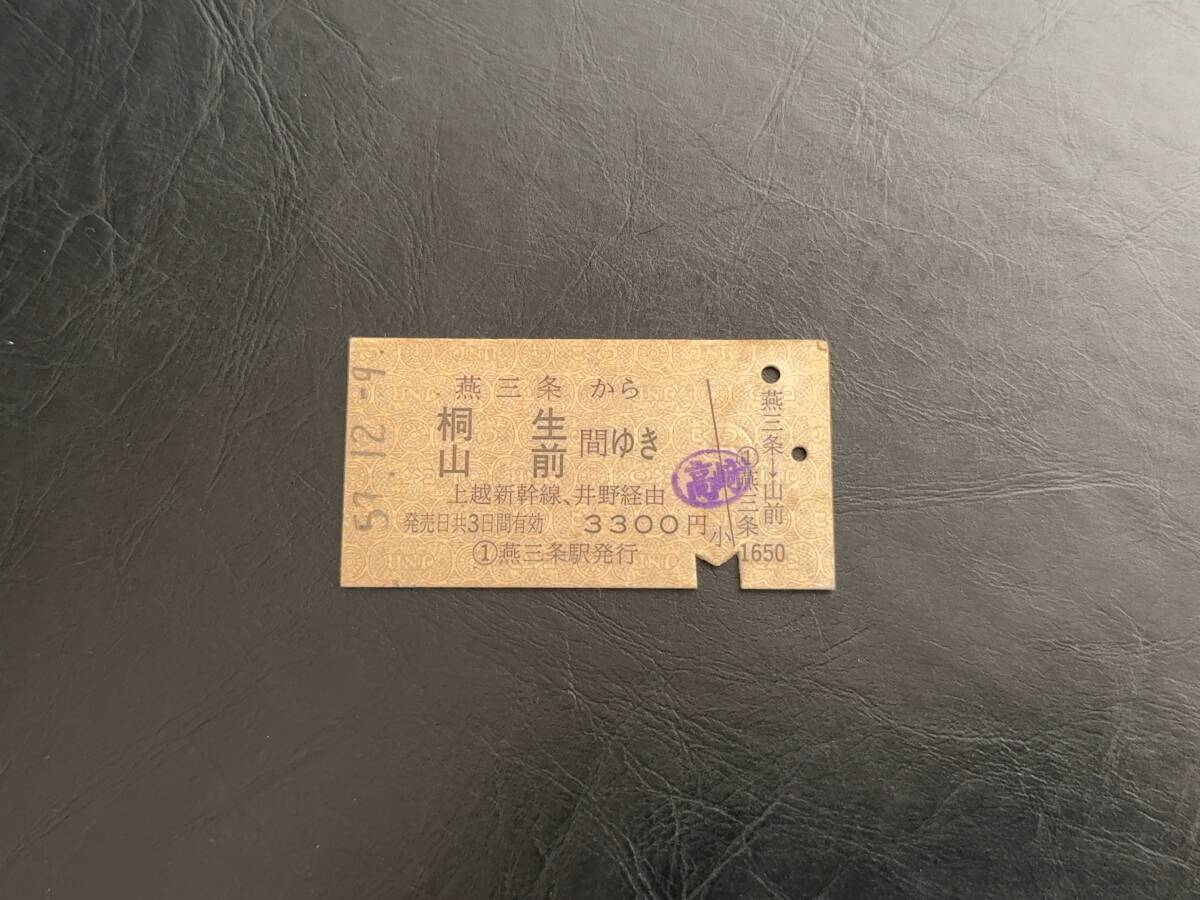 燕三条 から
桐生
山前
間ゆき
上越新幹線、井野経由
発売日共3日間有効 3300円
①燕三条駅発行
57.12.-9
高崎
小
燕三条→山前
①燕三条
1650